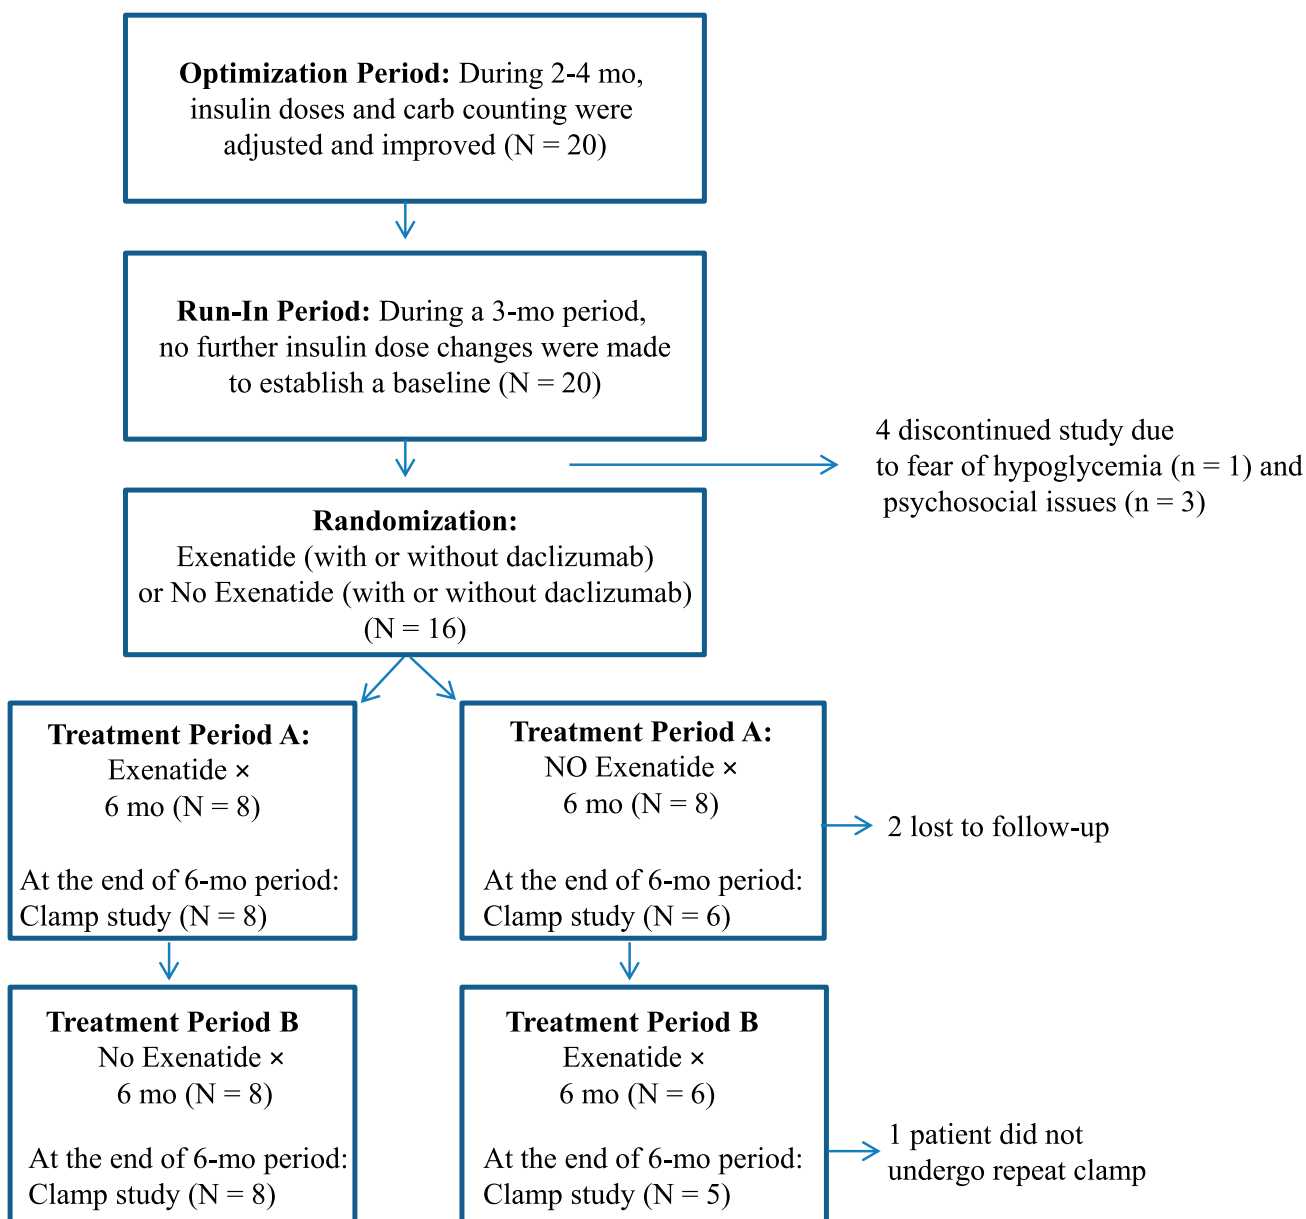 Optimization Period: During 2-4 mo,
insulin doses and carb counting were
adjusted and improved (N = 20)
Run-In Period: During a 3-mo period,
no further insulin dose changes were made
to establish a baseline (N = 20)
4 discontinued study due
to fear of hypoglycemia (n = 1) and
psychosocial issues (n = 3)
Randomization:
Exenatide (with or without daclizumab)
or No Exenatide (with or without daclizumab)
(N = 16)
Treatment Period A:
Exenatide ×
6 mo (N = 8)
At the end of 6-mo period:
Clamp study (N = 8)
Treatment Period A:
NO Exenatide ×
6 mo (N = 8)
At the end of 6-mo period:
Clamp study (N = 6)
2 lost to follow-up
Treatment Period B
No Exenatide ×
6 mo (N = 8)
At the end of 6-mo period:
Clamp study (N = 8)
Treatment Period B
Exenatide ×
6 mo (N = 6)
At the end of 6-mo period:
Clamp study (N = 5)
1 patient did not
undergo repeat clamp